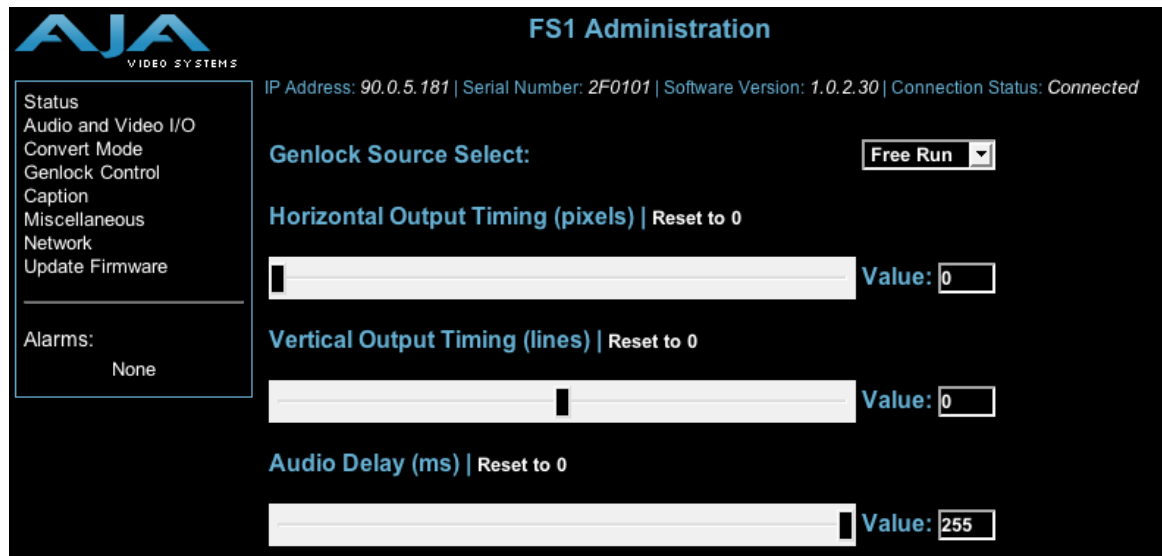 AJA
VIDEO SYSTEMS
FS1 Administration
IP Address: 90.0.5.181 | Serial Number: 2F0101 | Software Version: 1.0.2.30 | Connection Status: Connected
Status
Audio and Video I/O
Convert Mode
Genlock Control
Caption
Miscellaneous
Network
Update Firmware
Alarms:
None
Genlock Source Select: Free Run
Horizontal Output Timing (pixels) | Reset to 0
Value: 0
Vertical Output Timing (lines) | Reset to 0
Value: 0
Audio Delay (ms) | Reset to 0
Value: 255